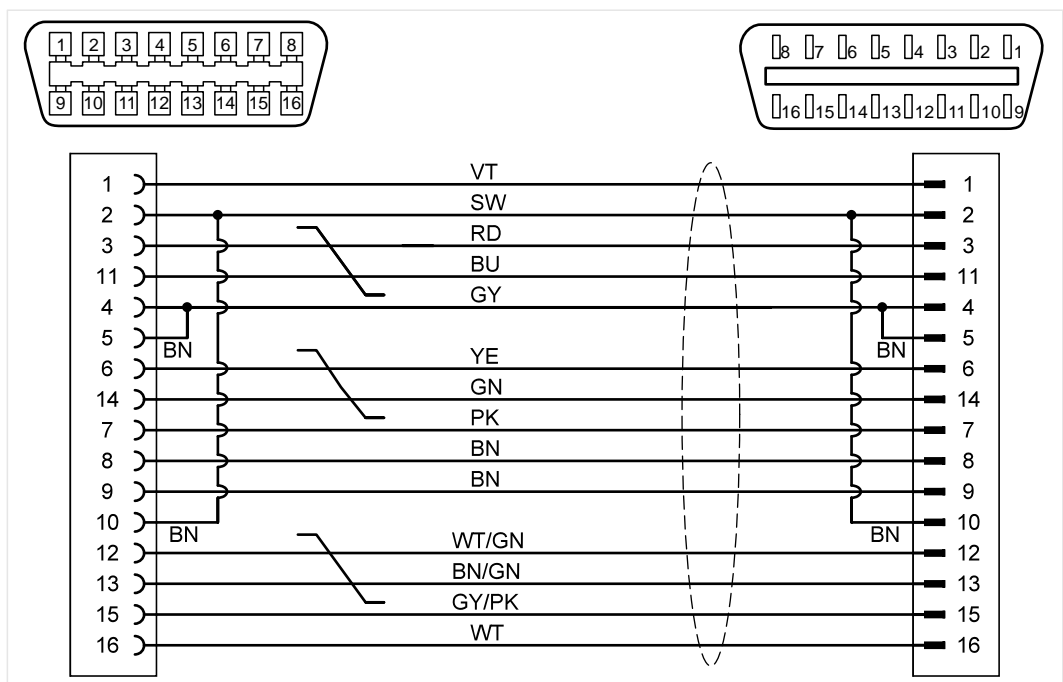 1 2 3 4 5 6 7 8
9 10 11 12 13 14 15 16
8 7 6 5 4 3 2 1
16 15 14 13 12 11 10 9
1 VT 1
2 SW 2
3 RD 3
11 BU 11
4 GY 4
5 BN BN 5
6 YE 6
14 GN 14
7 PK 7
8 BN 8
9 BN 9
10 BN BN 10
12 WT/GN 12
13 BN/GN 13
15 GY/PK 15
16 WT 16